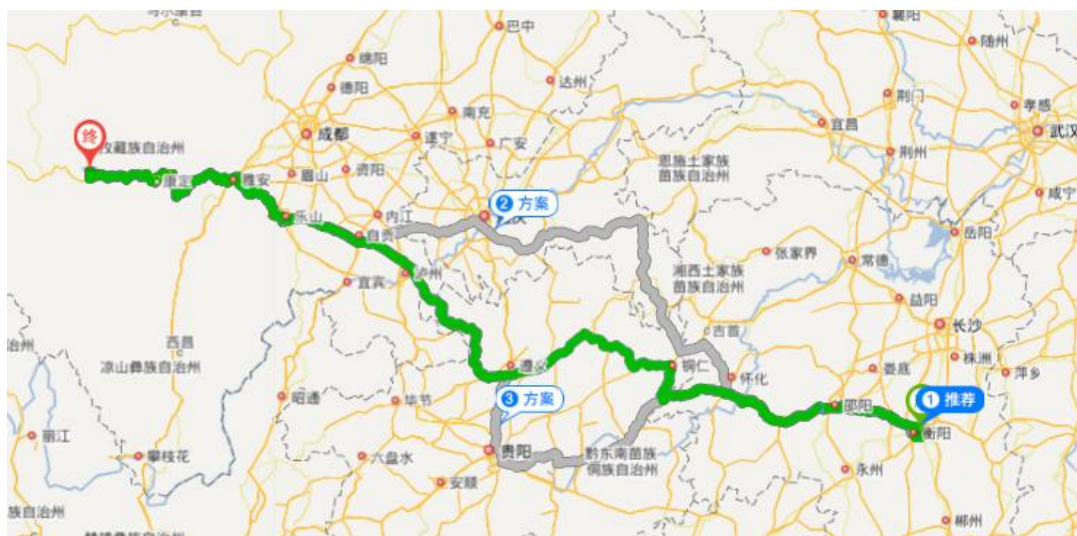 巴中
襄阳
绵阳
随州
德阳
达州
荆门
南充
孝感
成都
遂宁
广安
宜昌
武汉
终
牧藏族自治州
荆州
恩施土家族
苗族自治州
康定
雅安
眉山
资阳
咸宁
2 方案
乐山
内江
岳阳
自贡
张家界
常德
宜宾
泸州
湘西土家族
苗族自治州
益阳
吉首
长沙
西昌
凉山彝族自治州
遵义
铜仁
怀化
娄底
株洲
萍乡
昭通
毕节
3 方案
邵阳
1 推荐
衡阳
丽江
攀枝花
六盘水
贵阳
黔东南苗族
侗族自治州
永州
安顺
族自治州
郴州